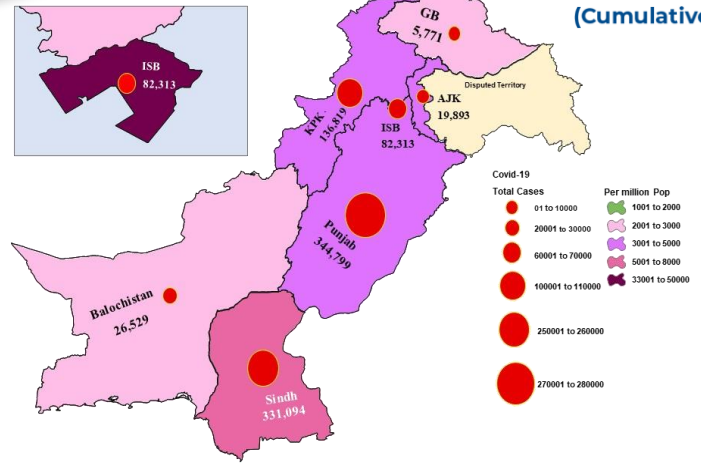 (Cumulative
ISB
82,313
GB
5,771
Disputed Territory
AJK
19,893
KPK
136,819
ISB
82,313
Punjab
344,799
Balochistan
26,529
Sindh
331,094
Covid-19
Total Cases
01 to 10000
20001 to 30000
60001 to 70000
100001 to 110000
250001 to 260000
270001 to 280000
Per million Pop
1001 to 2000
2001 to 3000
3001 to 5000
5001 to 8000
33001 to 50000